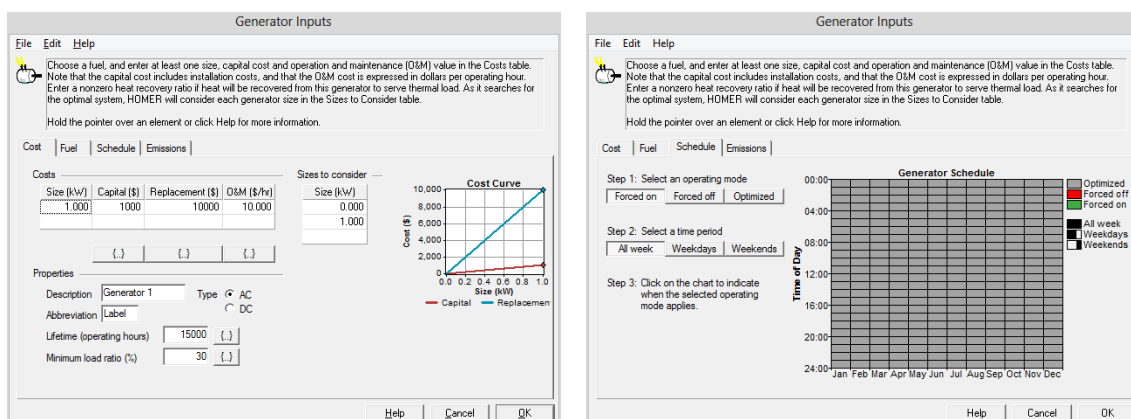 Generator Inputs
File Edit Help
Choose a fuel, and enter at least one size, capital cost and operation and maintenance (O&M) value in the Costs table.
Note that the capital cost includes installation costs, and that the O&M cost is expressed in dollars per operating hour.
Enter a nonzero heat recovery ratio if heat will be recovered from this generator to serve thermal load. As it searches for
the optimal system, HOMER will consider each generator size in the Sizes to Consider table.
Hold the pointer over an element or click Help for more information.
Cost Fuel Schedule Emissions
Costs
Size (kW) Capital ($) Replacement ($) O&M ($/hr)
1.000 1000 10000 10.000
{..} {..} {..}
Sizes to consider
Size (kW)
0.000
1.000
Cost Curve
10,000
8,000
6,000
4,000
2,000
0
Cost ($)
0.0 0.2 0.4 0.6 0.8 1.0
Size (kW)
Capital Replacement
Properties
Description Generator 1 Type AC
DC
Abbreviation Label
Lifetime (operating hours) 15000 {..}
Minimum load ratio (%) 30 {..}
Help Cancel OK
Generator Inputs
File Edit Help
Choose a fuel, and enter at least one size, capital cost and operation and maintenance (O&M) value in the Costs table.
Note that the capital cost includes installation costs, and that the O&M cost is expressed in dollars per operating hour.
Enter a nonzero heat recovery ratio if heat will be recovered from this generator to serve thermal load. As it searches for
the optimal system, HOMER will consider each generator size in the Sizes to Consider table.
Hold the pointer over an element or click Help for more information.
Cost Fuel Schedule Emissions
Step 1: Select an operating mode
Forced on Forced off Optimized
Step 2: Select a time period
All week Weekdays Weekends
Step 3: Click on the chart to indicate
when the selected operating
mode applies.
Generator Schedule
00:00
04:00
08:00
12:00
16:00
20:00
24:00
Time of Day
Jan Feb Mar Apr May Jun Jul Aug Sep Oct Nov Dec
Optimized
Forced off
Forced on
All week
Weekdays
Weekends
Help Cancel OK